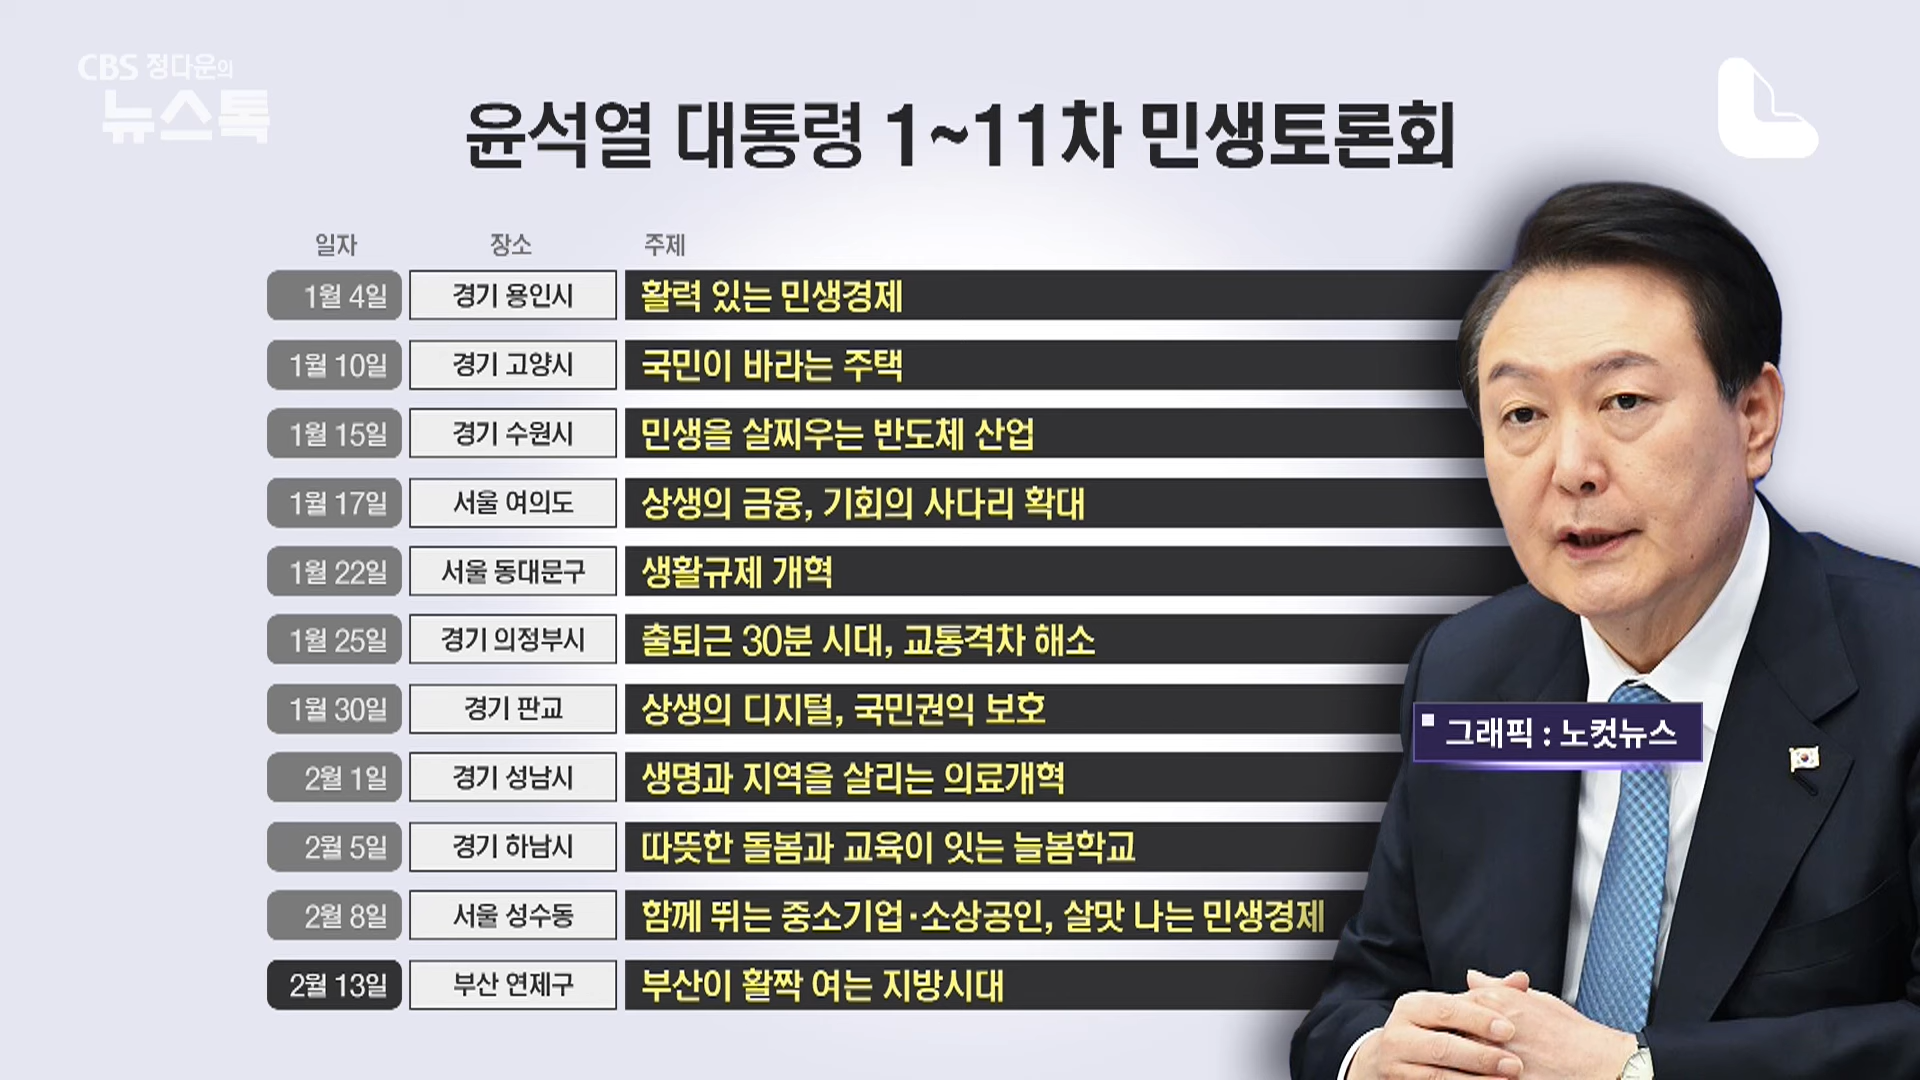 CBS 정다운의
뉴스톡
윤석열 대통령 1~11차 민생토론회
일자 장소 주제
1월 4일 경기 용인시 활력 있는 민생경제
1월 10일 경기 고양시 국민이 바라는 주택
1월 15일 경기 수원시 민생을 살찌우는 반도체 산업
1월 17일 서울 여의도 상생의 금융, 기회의 사다리 확대
1월 22일 서울 동대문구 생활규제 개혁
1월 25일 경기 의정부시 출퇴근 30분 시대, 교통격차 해소
1월 30일 경기 판교 상생의 디지털, 국민권익 보호
2월 1일 경기 성남시 생명과 지역을 살리는 의료개혁
2월 5일 경기 하남시 따뜻한 돌봄과 교육이 잇는 늘봄학교
2월 8일 서울 성수동 함께 뛰는 중소기업·소상공인, 살맛 나는 민생경제
2월 13일 부산 연제구 부산이 활짝 여는 지방시대
그래픽 : 노컷뉴스